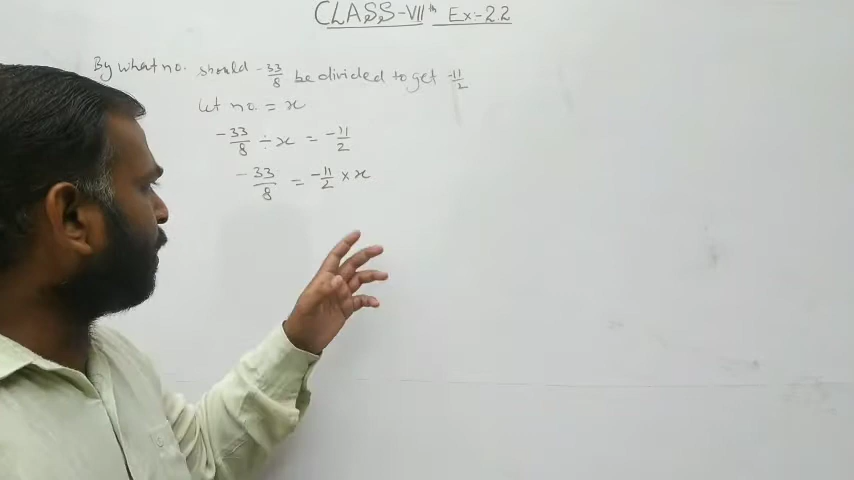 CLASS-VIIth Ex:-2.2
By what no. should -33/8 be divided to get -11/2
let no. = x
-33/8 ÷ x = -11/2
-33/8 = -11/2 × x